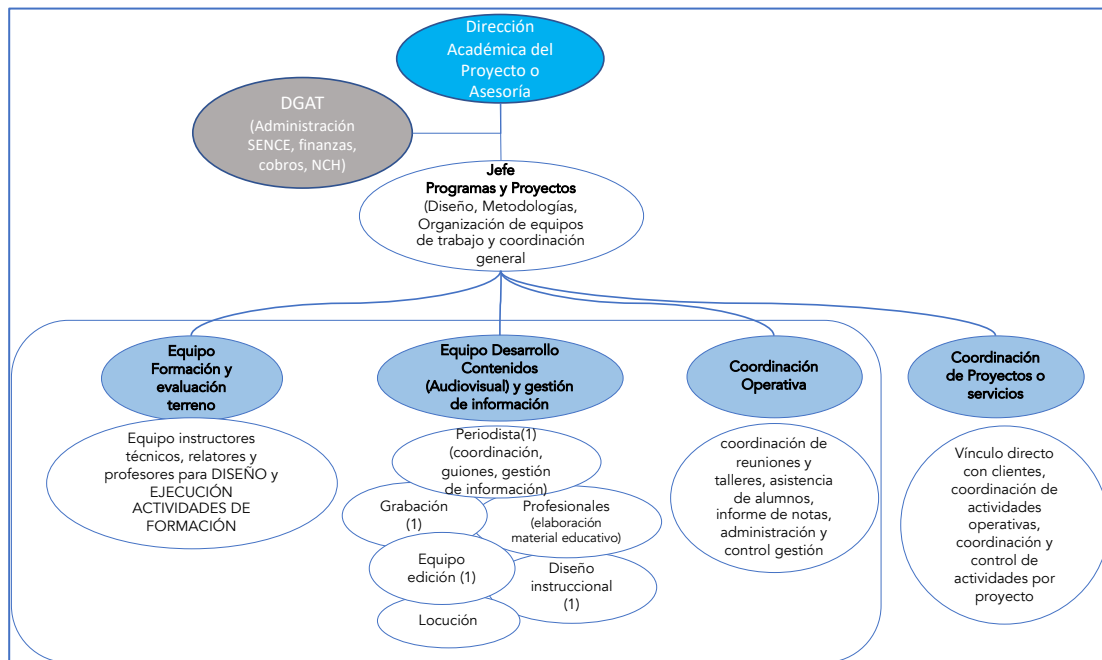 Dirección
Académica del
Proyecto o
Asesoría
DGAT
(Administración
SENCE, finanzas,
cobros, NCH)
Jefe
Programas y Proyectos
(Diseño, Metodologías,
Organización de equipos
de trabajo y coordinación
general
Equipo
Formación y
evaluación
terreno
Equipo instructores
técnicos, relatores y
profesores para DISEÑO y
EJECUCIÓN
ACTIVIDADES DE
FORMACIÓN
Equipo Desarrollo
Contenidos
(Audiovisual) y gestión
de información
Periodista(1)
(coordinación,
guiones, gestión
de información)
Grabación
(1)
Profesionales
(elaboración
material educativo)
Equipo
edición (1)
Diseño
instruccional
(1)
Locución
Coordinación
Operativa
coordinación de
reuniones y
talleres, asistencia
de alumnos,
informe de notas,
administración y
control gestión
Coordinación
de Proyectos o
servicios
Vínculo directo
con clientes,
coordinación de
actividades
operativas,
coordinación y
control de
actividades por
proyecto